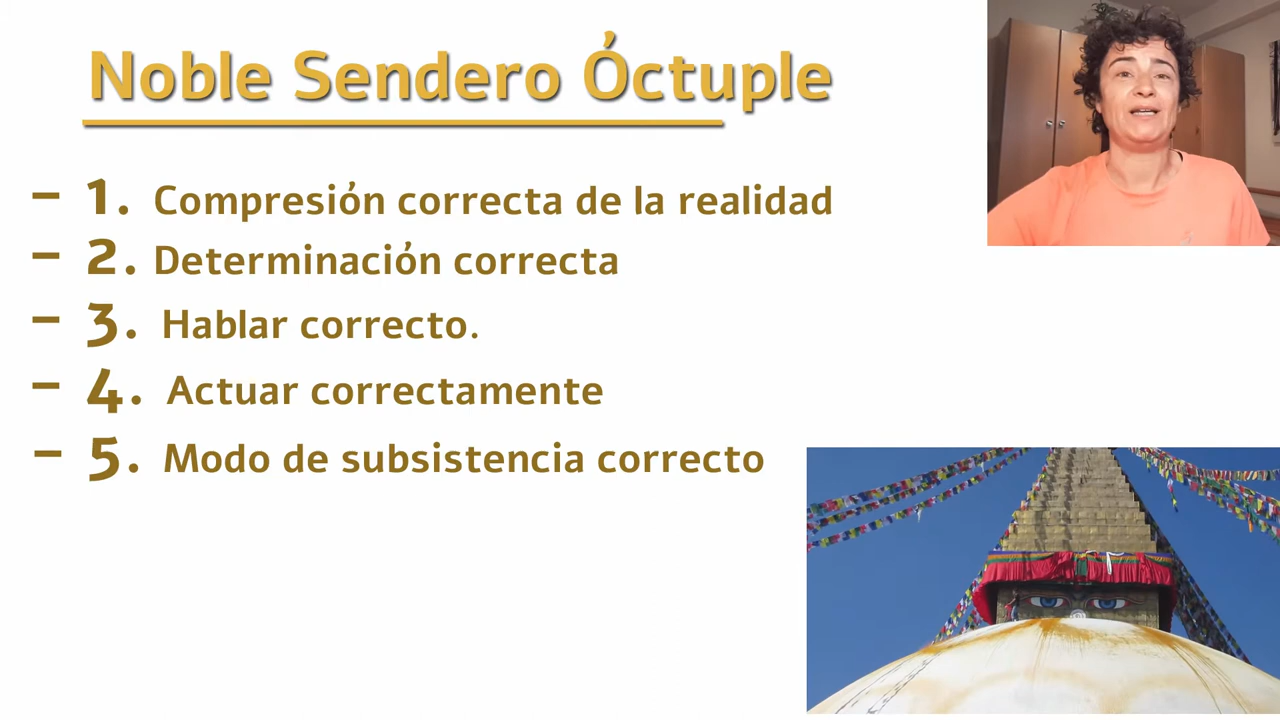 Noble Sendero Óctuple
– 1. Compresión correcta de la realidad
– 2. Determinación correcta
– 3. Hablar correcto.
– 4. Actuar correctamente
– 5. Modo de subsistencia correcto